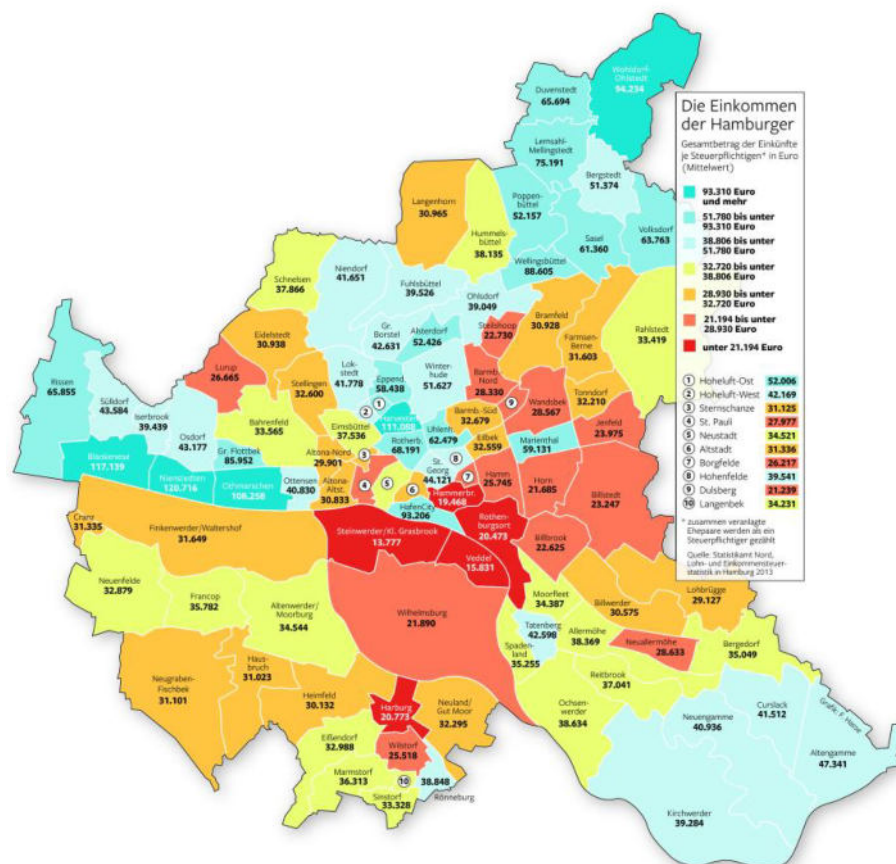 Wohldorf-
Ohlstedt
94.234
Duvenstedt
65.694
Lemsahl-
Mellingstedt
75.191
Bergstedt
51.374
Langenhorn
30.965
Poppen-
büttel
52.157
Hummels-
büttel
38.135
Sasel
61.360
Volksdorf
63.763
Wellingsbüttel
88.605
Niendorf
41.651
Schnelsen
37.866
Fuhlsbüttel
39.526
Ohlsdorf
39.049
Gr.
Borstel
42.631
Alsterdorf
52.426
Steilshoop
22.730
Bramfeld
30.928
Farmsen-
Berne
31.603
Rahlstedt
33.419
Eidelstedt
30.938
Lok-
stedt
41.778
Winter-
hude
51.627
Eppend.
58.438
Barmb.
Nord
28.330
Rissen
65.855
Sülldorf
43.584
Lurup
26.665
Stellingen
32.600
Iserbrook
39.439
Osdorf
43.177
Bahrenfeld
33.565
Eimsbüttel
37.536
Harvesteh.
111.088
Uhlenh.
62.479
Barmb.-Süd
32.679
Wandsbek
28.567
Tonndorf
32.210
Jenfeld
23.975
Marienthal
59.131
Eilbek
32.559
Rotherb.
68.191
Blankenese
117.139
Nienstedten
120.716
Gr. Flottbek
85.952
Othmarschen
108.258
Ottensen
40.830
Altona-Nord
29.901
Altona-
Altst.
30.833
St.
Georg
44.121
Hammerbr.
19.468
Hamm
25.745
Horn
21.685
Billstedt
23.247
HafenCity
93.206
Rothen-
burgsort
20.473
Billbrook
22.625
Cranz
31.335
Finkenwerder/Waltershof
31.649
Steinwerder/Kl. Grasbrook
13.777
Veddel
15.831
Neuenfelde
32.879
Francop
35.782
Altenwerder/
Moorburg
34.544
Wilhelmsburg
21.890
Moorfleet
34.387
Billwerder
30.575
Lohbrügge
29.127
Tatenberg
42.598
Allermöhe
38.369
Neuallermöhe
28.633
Bergedorf
35.049
Spaden-
land
35.255
Reitbrook
37.041
Ochsen-
werder
38.634
Neuengamme
40.936
Curslack
41.512
Altengamme
47.341
Kirchwerder
39.284
Neugraben-
Fischbek
31.101
Haus-
bruch
31.023
Heimfeld
30.132
Harburg
20.773
Neuland/
Gut Moor
32.295
Eißendorf
32.988
Wilstorf
25.518
Marmstorf
36.313
38.848
Rönneburg
Sinstorf
33.328
1
2
3
4
5
6
7
8
9
10
Die Einkommen
der Hamburger
Gesamtbetrag der Einkünfte
je Steuerpflichtigen* in Euro
(Mittelwert)
93.310 Euro
und mehr
51.780 bis unter
93.310 Euro
38.806 bis unter
51.780 Euro
32.720 bis unter
38.806 Euro
28.930 bis unter
32.720 Euro
21.194 bis unter
28.930 Euro
unter 21.194 Euro
1 Hoheluft-Ost 52.006
2 Hoheluft-West 42.169
3 Sternschanze 31.125
4 St. Pauli 27.977
5 Neustadt 34.521
6 Altstadt 31.336
7 Borgfelde 26.217
8 Hohenfelde 39.541
9 Dulsberg 21.239
10 Langenbek 34.231
* zusammen veranlagte
Ehepaare werden als ein
Steuerpflichtiger gezählt
Quelle: Statistikamt Nord,
Lohn- und Einkommensteuer-
statistik in Hamburg 2013
Grafik: F. Hasse